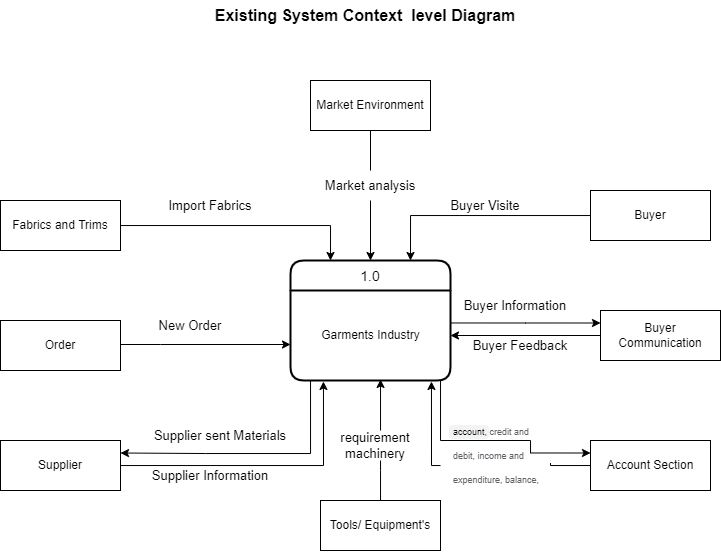 Existing System Context level Diagram
Market Environment
Market analysis
Import Fabrics
Buyer Visite
Fabrics and Trims
Buyer
1.0
Garments Industry
New Order
Order
Buyer Information
Buyer Feedback
Buyer
Communication
Supplier sent Materials
Supplier
Supplier Information
requirement
machinery
account, credit and
debit, income and
expenditure, balance,
Account Section
Tools/ Equipment's